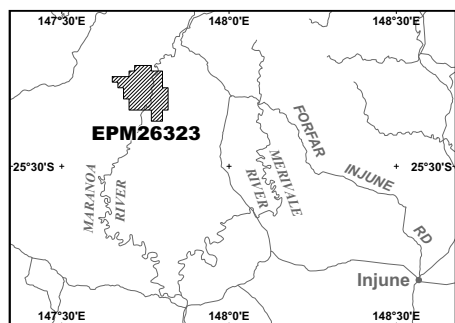 147°30'E
148°0'E
148°30'E
EPM26323
25°30'S
25°30'S
MARANOA
RIVER
MERIVALE
RIVER
FORFAR
INJUNE
RD
Injune
147°30'E
148°0'E
148°30'E